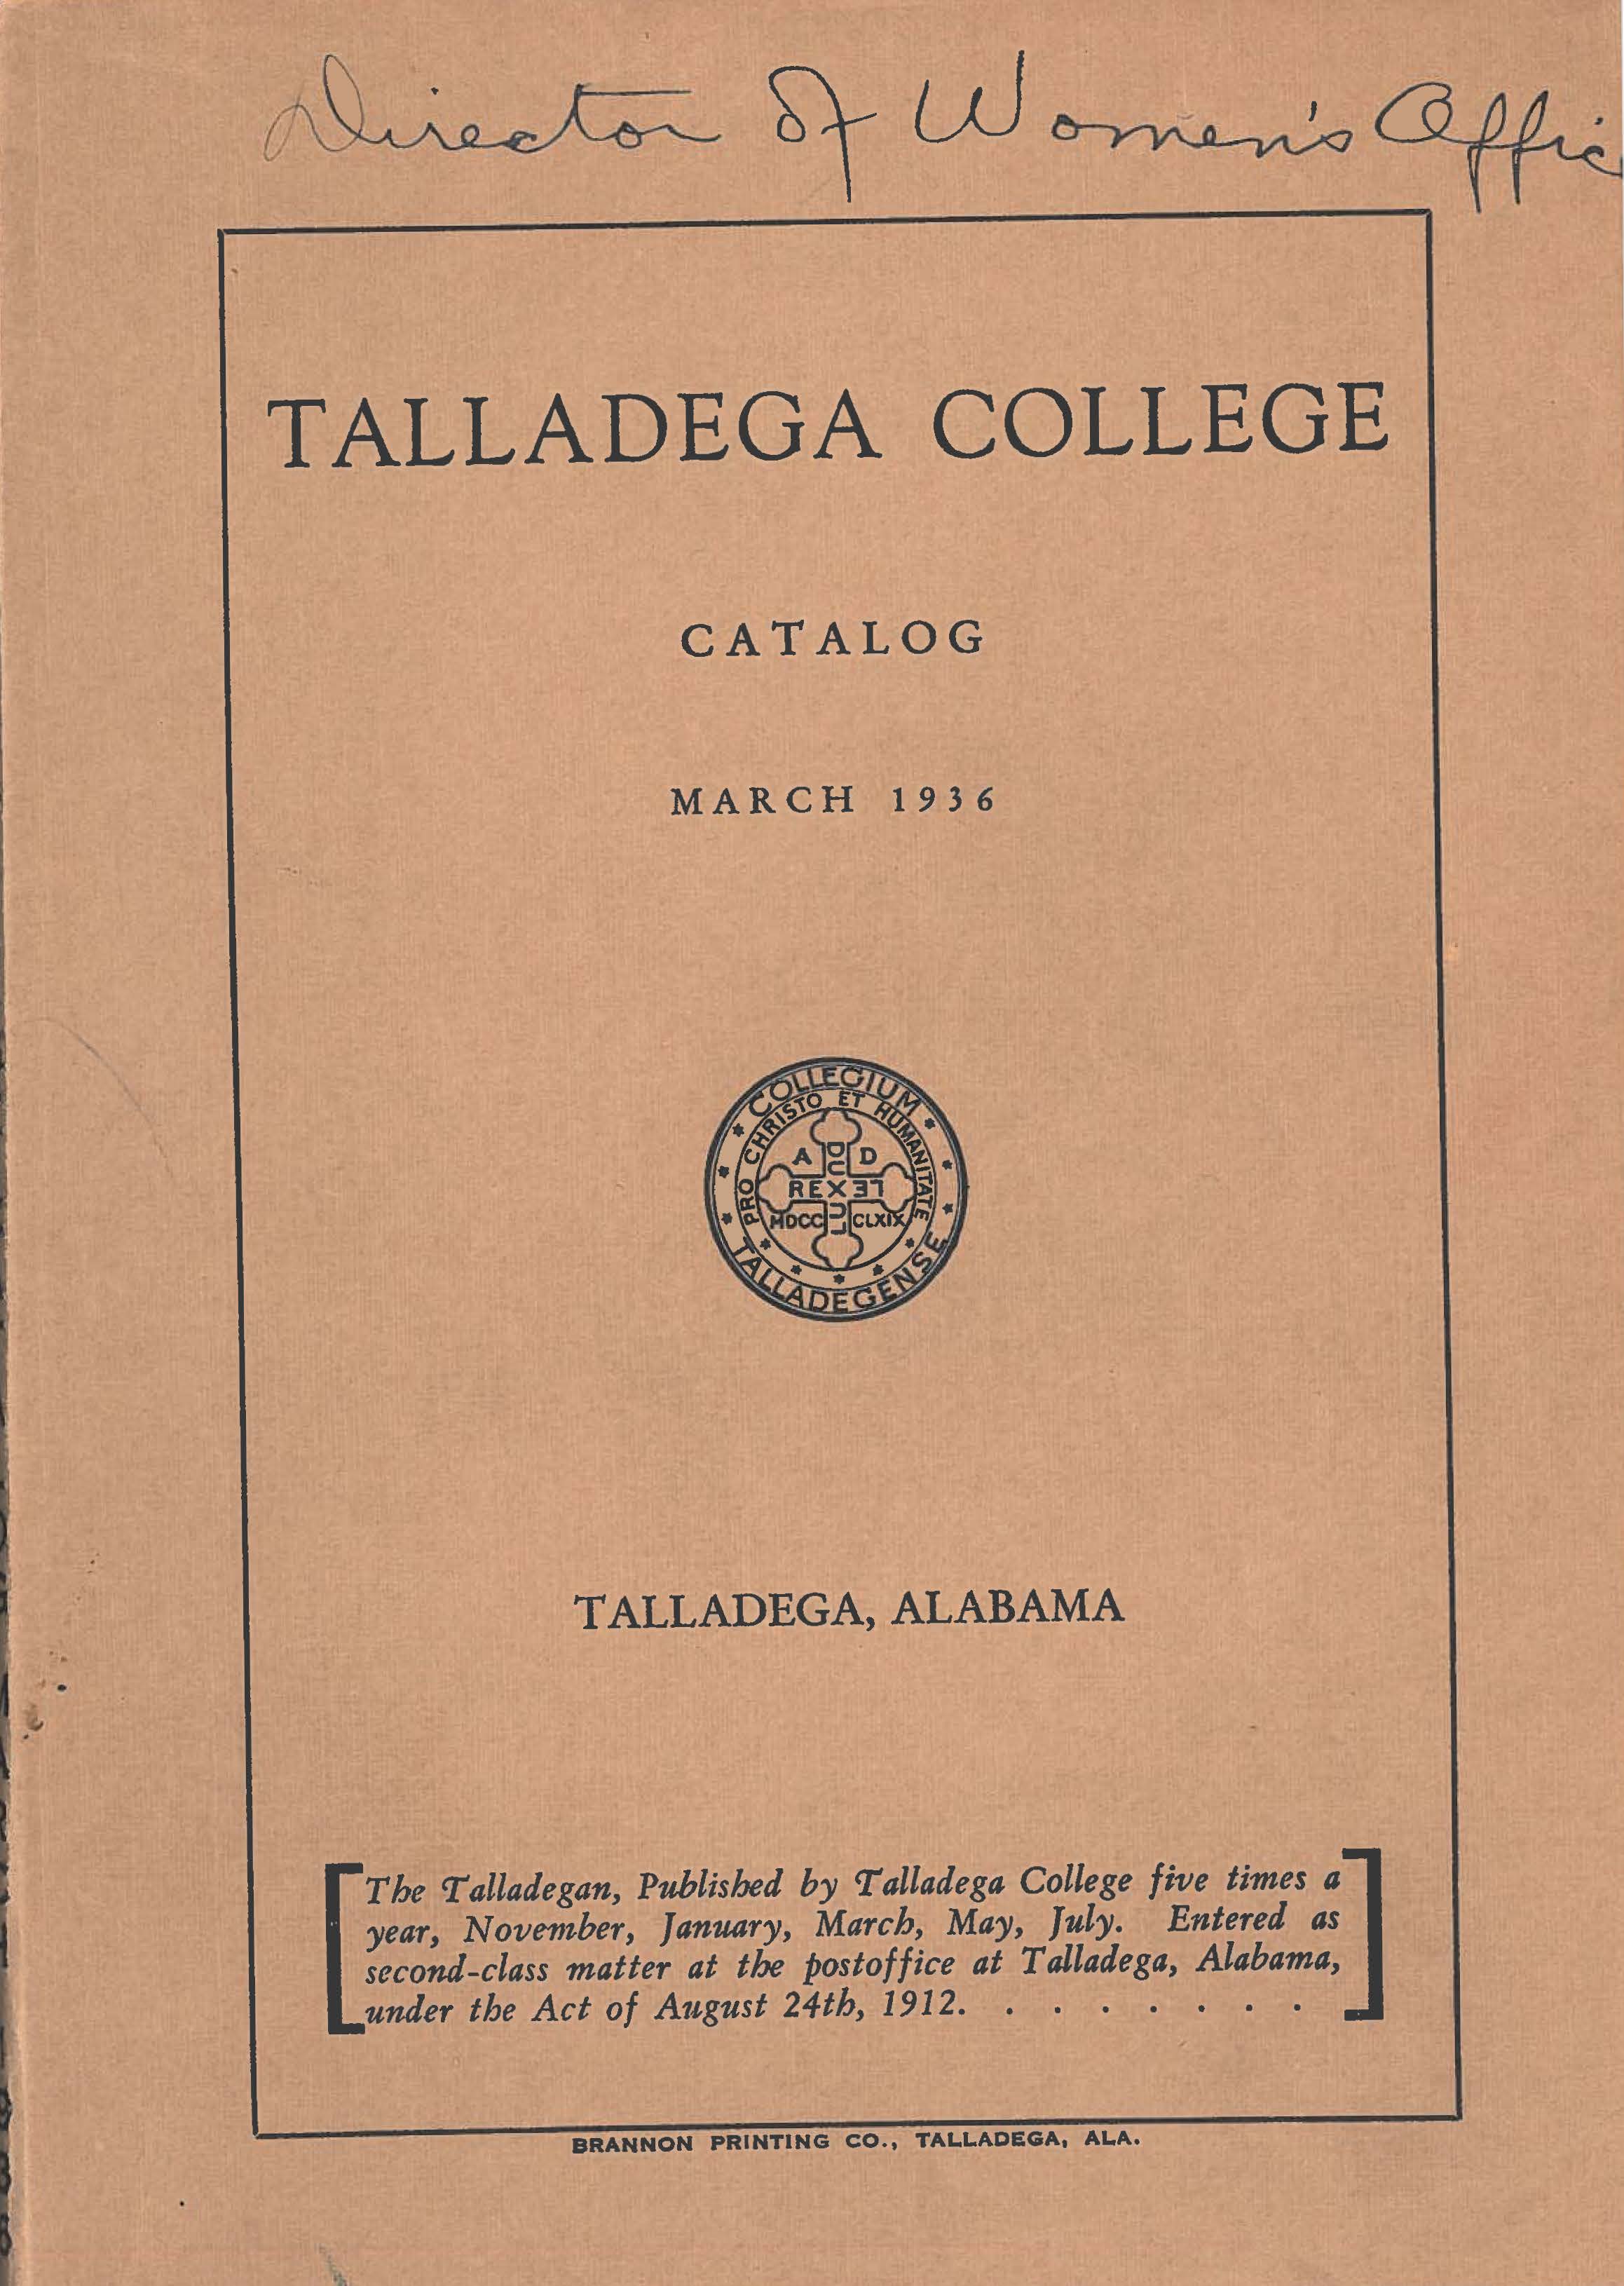 Director of Women's Offic
TALLADEGA COLLEGE
CATALOG
MARCH 1936
COLLEGIUM
PRO CHRISTO ET HUMANITATE
A D
DUC
REX LEX
LUX
MDCC CLXIX
TALLADEGENSE
TALLADEGA, ALABAMA
The Talladegan, Published by Talladega College five times a
year, November, January, March, May, July. Entered as
second-class matter at the postoffice at Talladega, Alabama,
under the Act of August 24th, 1912. . . . . . . .
BRANNON PRINTING CO., TALLADEGA, ALA.